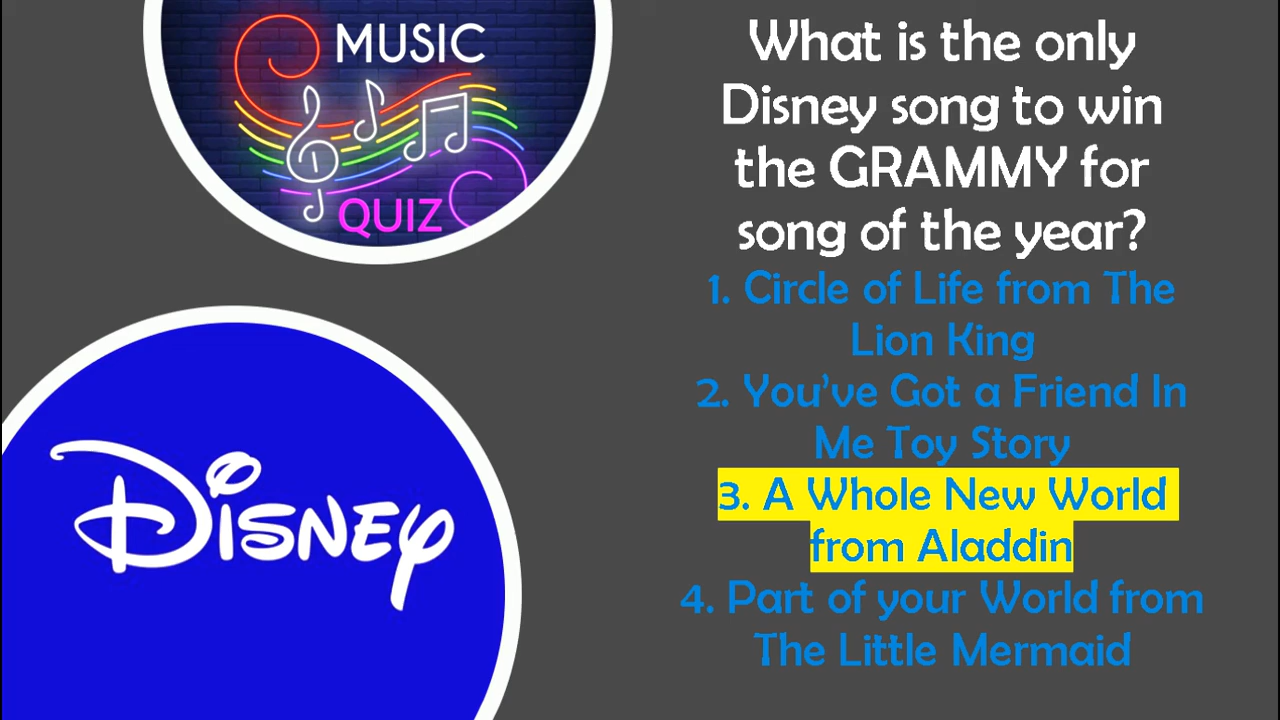 MUSIC
QUIZ
Disney
What is the only
Disney song to win
the GRAMMY for
song of the year?
1. Circle of Life from The
Lion King
2. You've Got a Friend In
Me Toy Story
3. A Whole New World
from Aladdin
4. Part of your World from
The Little Mermaid